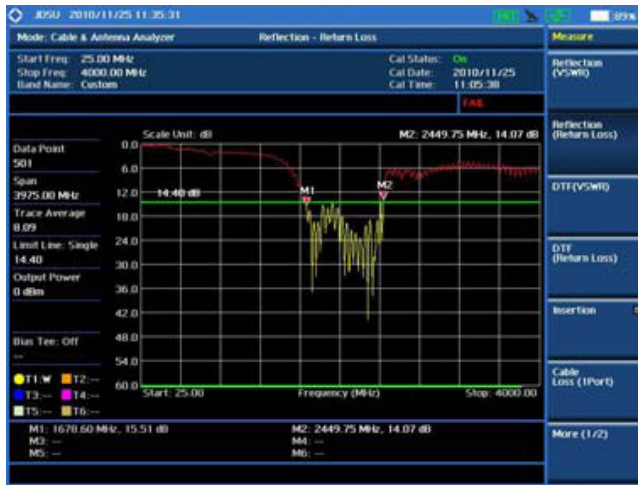 JDSU 2010/11/25 11:35:31
EXT
89%
Mode: Cable & Antenna Analyzer
Reflection - Return Loss
Measure
Start Freq: 25.00 MHz
Stop Freq: 4000.00 MHz
Band Name: Custom
Cal Status: On
Cal Date: 2010/11/25
Cal Time: 11:05:38
FAIL
Reflection
(VSWR)
Reflection
(Return Loss)
DTF(VSWR)
DTF
(Return Loss)
Insertion
Cable
Loss (1Port)
More (1/2)
Data Point
501
Span
3975.00 MHz
Trace Average
8.09
Limit Line: Single
14.40
Output Power
0 dBm
Bias Tee: Off
--
T1:W T2:--
T3:-- T4:--
T5:-- T6:--
Scale Unit: dB
M2: 2449.75 MHz, 14.07 dB
0.0
6.0
12.0
18.0
24.0
30.0
36.0
42.0
48.0
54.0
60.0
14.40 dB
M1
M2
Start: 25.00
Frequency (MHz)
Stop: 4000.00
M1: 1678.60 MHz, 15.51 dB
M2: 2449.75 MHz, 14.07 dB
M3: --
M4: --
M5: --
M6: --